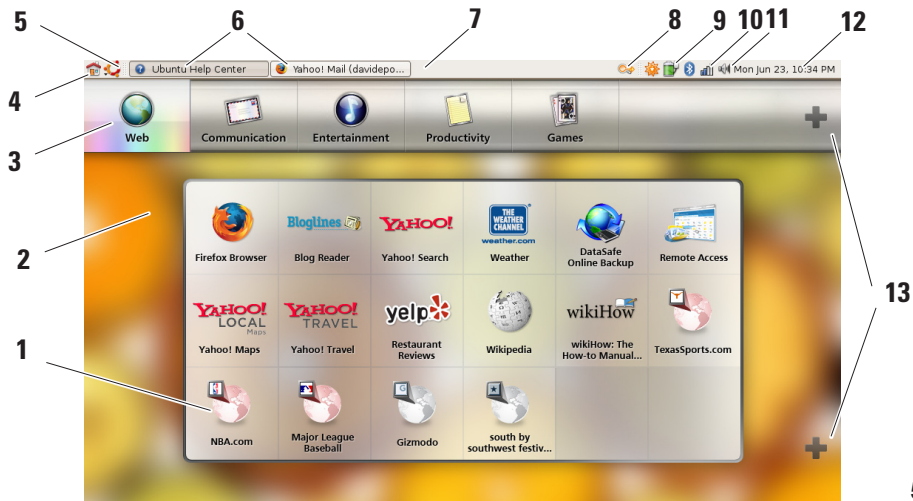 5 6 7 8 9 10 11 12
Ubuntu Help Center Yahoo! Mail (davidepo... Mon Jun 23, 10:34 PM
4
3
Web Communication Entertainment Productivity Games
2
Bloglines YAHOO! THE WEATHER CHANNEL weather.com
Firefox Browser Blog Reader Yahoo! Search Weather DataSafe Online Backup Remote Access
13
YAHOO! LOCAL Maps YAHOO! TRAVEL yelp wikiHow
Yahoo! Maps Yahoo! Travel Restaurant Reviews Wikipedia wikiHow: The How-to Manual... TexasSports.com
1
G
NBA.com Major League Baseball Gizmodo south by southwest festiv...